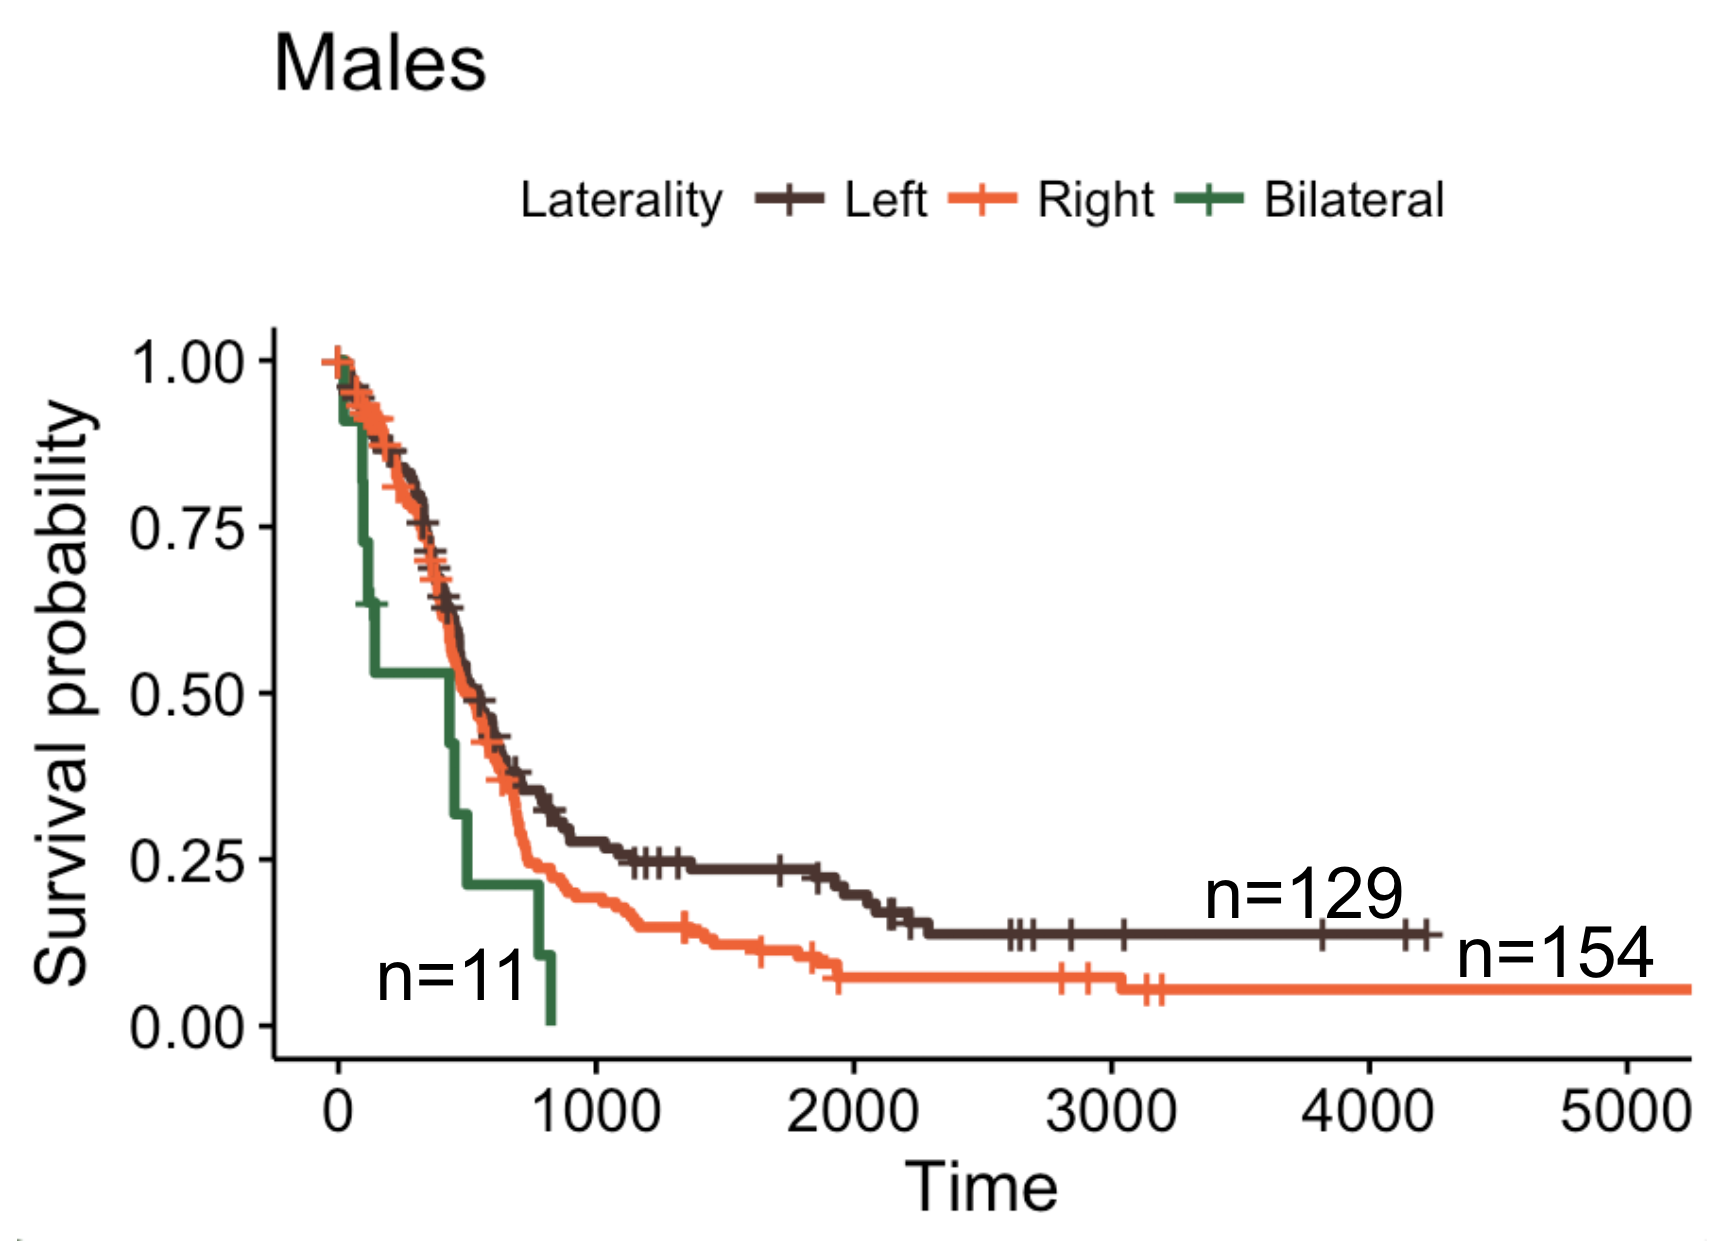 Males
Laterality Left Right Bilateral
Survival probability
1.00
0.75
0.50
0.25
0.00
n=129
n=154
n=11
0 1000 2000 3000 4000 5000
Time